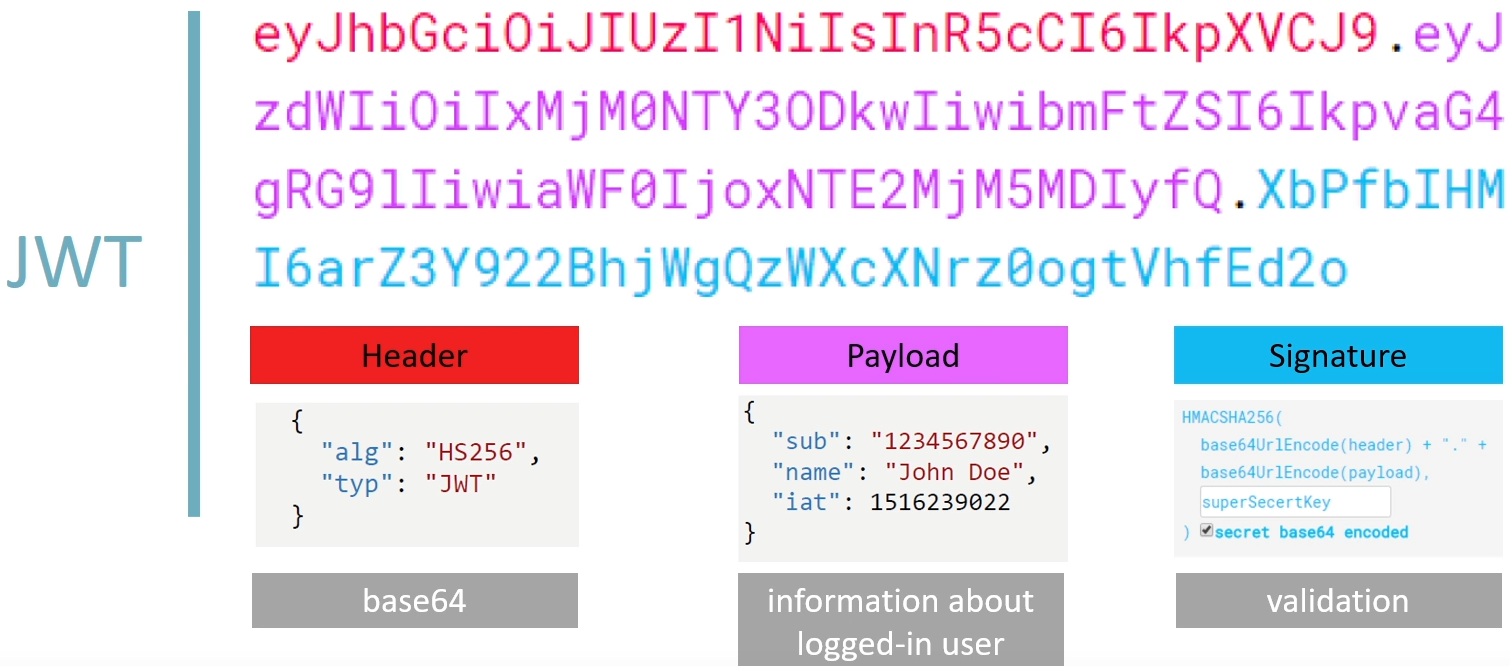 JWT
eyJhbGciOiJIUzI1NiIsInR5cCI6IkpXVCJ9.eyJ
zdWIiOiIxMjM0NTY3ODkwIiwibmFtZSI6IkpvaG4
gRG9lIiwiaWF0IjoxNTE2MjM5MDIyfQ.XbPfbIHM
I6arZ3Y922BhjWgQzWXcXNrz0ogtVhfEd2o
Header
{
"alg": "HS256",
"typ": "JWT"
}
base64
Payload
{
"sub": "1234567890",
"name": "John Doe",
"iat": 1516239022
}
information about
logged-in user
Signature
HMACSHA256(
base64UrlEncode(header) + "." +
base64UrlEncode(payload),
superSecertKey
) secret base64 encoded
validation